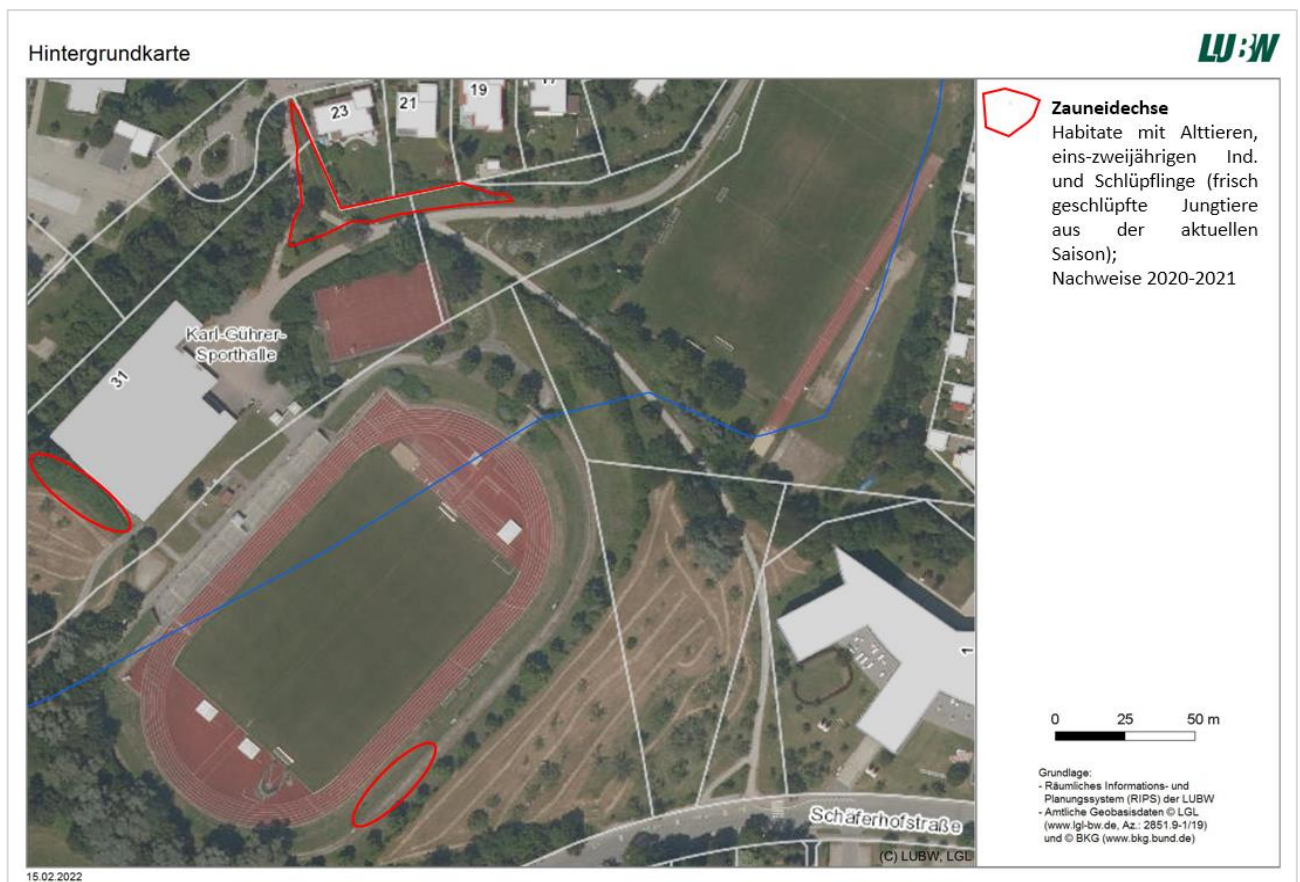 Hintergrundkarte
LUBW
23
21
19
17
Karl-Gührer-
Sporthalle
31
1
Schäferhofstraße
(C) LUBW, LGL
15.02.2022
Zauneidechse
Habitate mit Alttieren,
eins-zweijährigen Ind.
und Schlüpflinge (frisch
geschlüpfte Jungtiere
aus der aktuellen
Saison);
Nachweise 2020-2021
0 25 50 m
Grundlage:
- Räumliches Informations- und
Planungssystem (RIPS) der LUBW
- Amtliche Geobasisdaten © LGL
(www.lgl-bw.de, Az.: 2851.9-1/19)
und © BKG (www.bkg.bund.de)